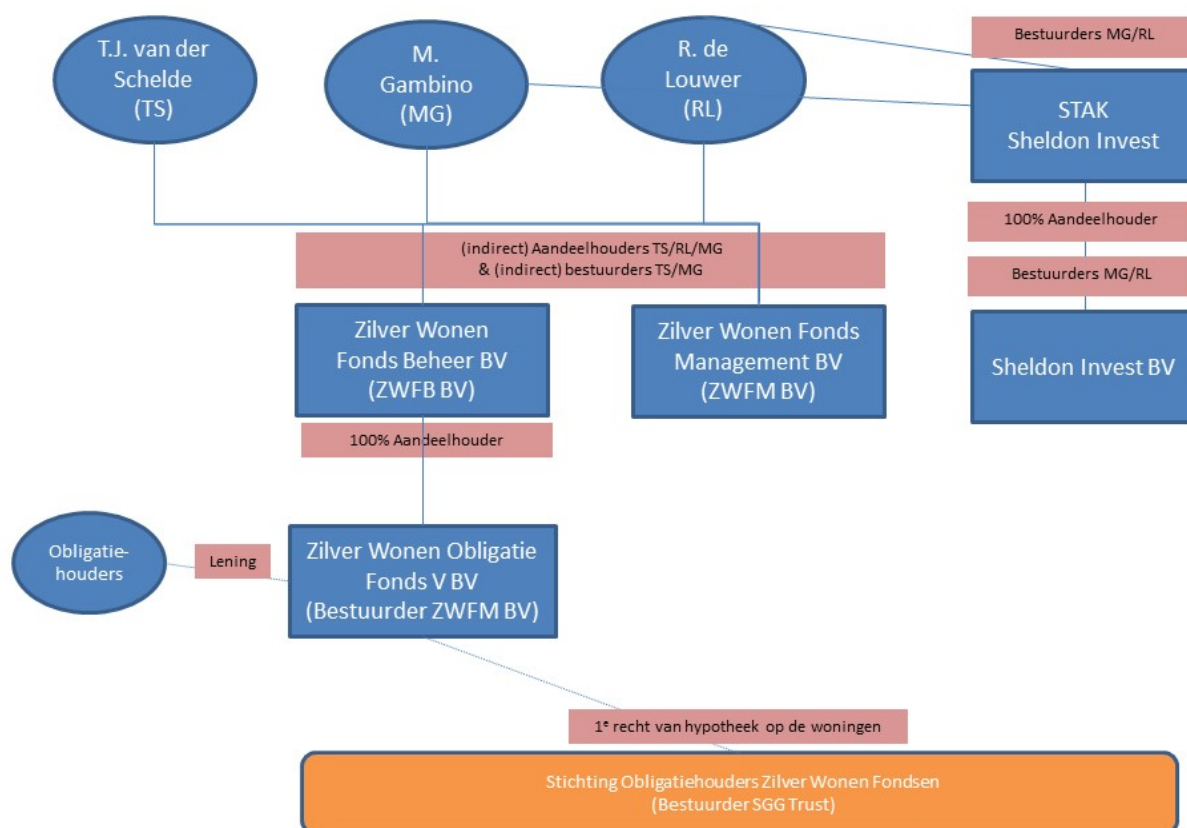 T.J. van der
Schelde
(TS)
M.
Gambino
(MG)
R. de
Louwer
(RL)
Bestuurders MG/RL
STAK
Sheldon Invest
100% Aandeelhouder
(indirect) Aandeelhouders TS/RL/MG
& (indirect) bestuurders TS/MG
Bestuurders MG/RL
Zilver Wonen
Fonds Beheer BV
(ZWFB BV)
Zilver Wonen Fonds
Management BV
(ZWFM BV)
Sheldon Invest BV
100% Aandeelhouder
Obligatie-
houders
Lening
Zilver Wonen Obligatie
Fonds V BV
(Bestuurder ZWFM BV)
1e recht van hypotheek op de woningen
Stichting Obligatiehouders Zilver Wonen Fondsen
(Bestuurder SGG Trust)